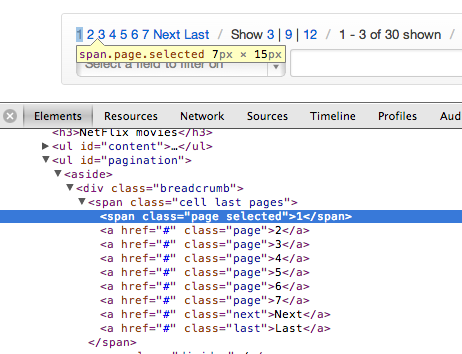 1 2 3 4 5 6 7 Next Last / Show 3 | 9 | 12 / 1 - 3 of 30 shown /
span.page.selected 7px × 15px
Select a field to filter on
Elements Resources Network Sources Timeline Profiles Aud
<h3>NetFlix movies</h3>
▶<ul id="content">…</ul>
▼<ul id="pagination">
▼<aside>
▼<div class="breadcrumb">
▼<span class="cell last pages">
<span class="page selected">1</span>
<a href="#" class="page">2</a>
<a href="#" class="page">3</a>
<a href="#" class="page">4</a>
<a href="#" class="page">5</a>
<a href="#" class="page">6</a>
<a href="#" class="page">7</a>
<a href="#" class="next">Next</a>
<a href="#" class="last">Last</a>
</span>